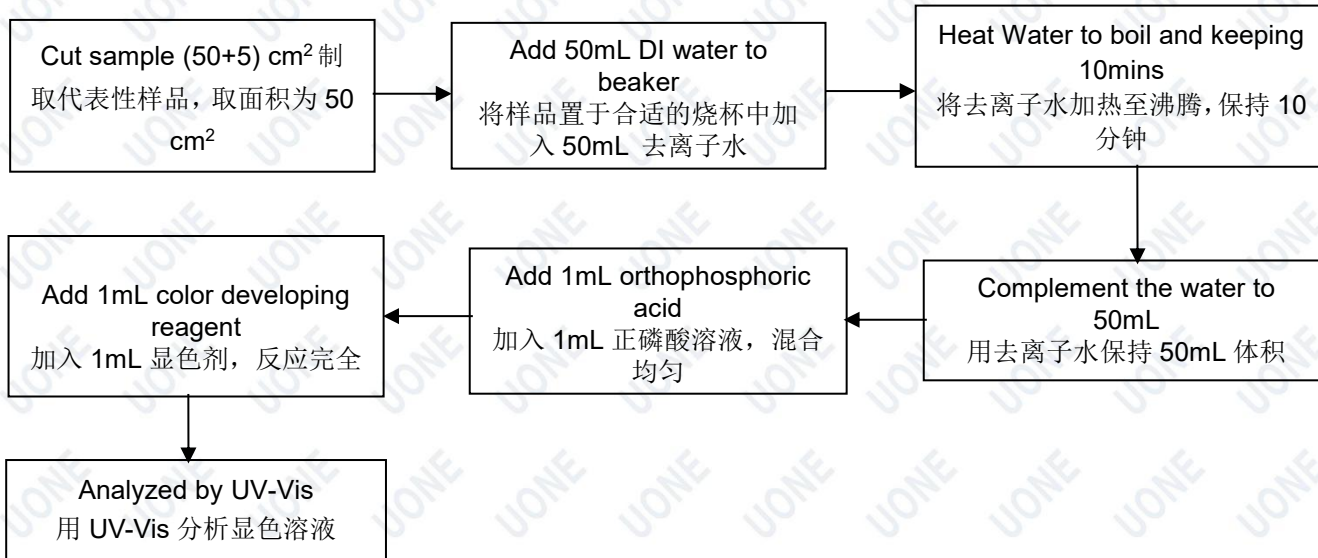 Cut sample (50+5) cm² 制
取代表性样品，取面积为 50
cm²
Add 50mL DI water to
beaker
将样品置于合适的烧杯中加
入 50mL 去离子水
Heat Water to boil and keeping
10mins
将去离子水加热至沸腾，保持 10
分钟
Complement the water to
50mL
用去离子水保持 50mL 体积
Add 1mL orthophosphoric
acid
加入 1mL 正磷酸溶液，混合
均匀
Add 1mL color developing
reagent
加入 1mL 显色剂，反应完全
Analyzed by UV-Vis
用 UV-Vis 分析显色溶液
UONE